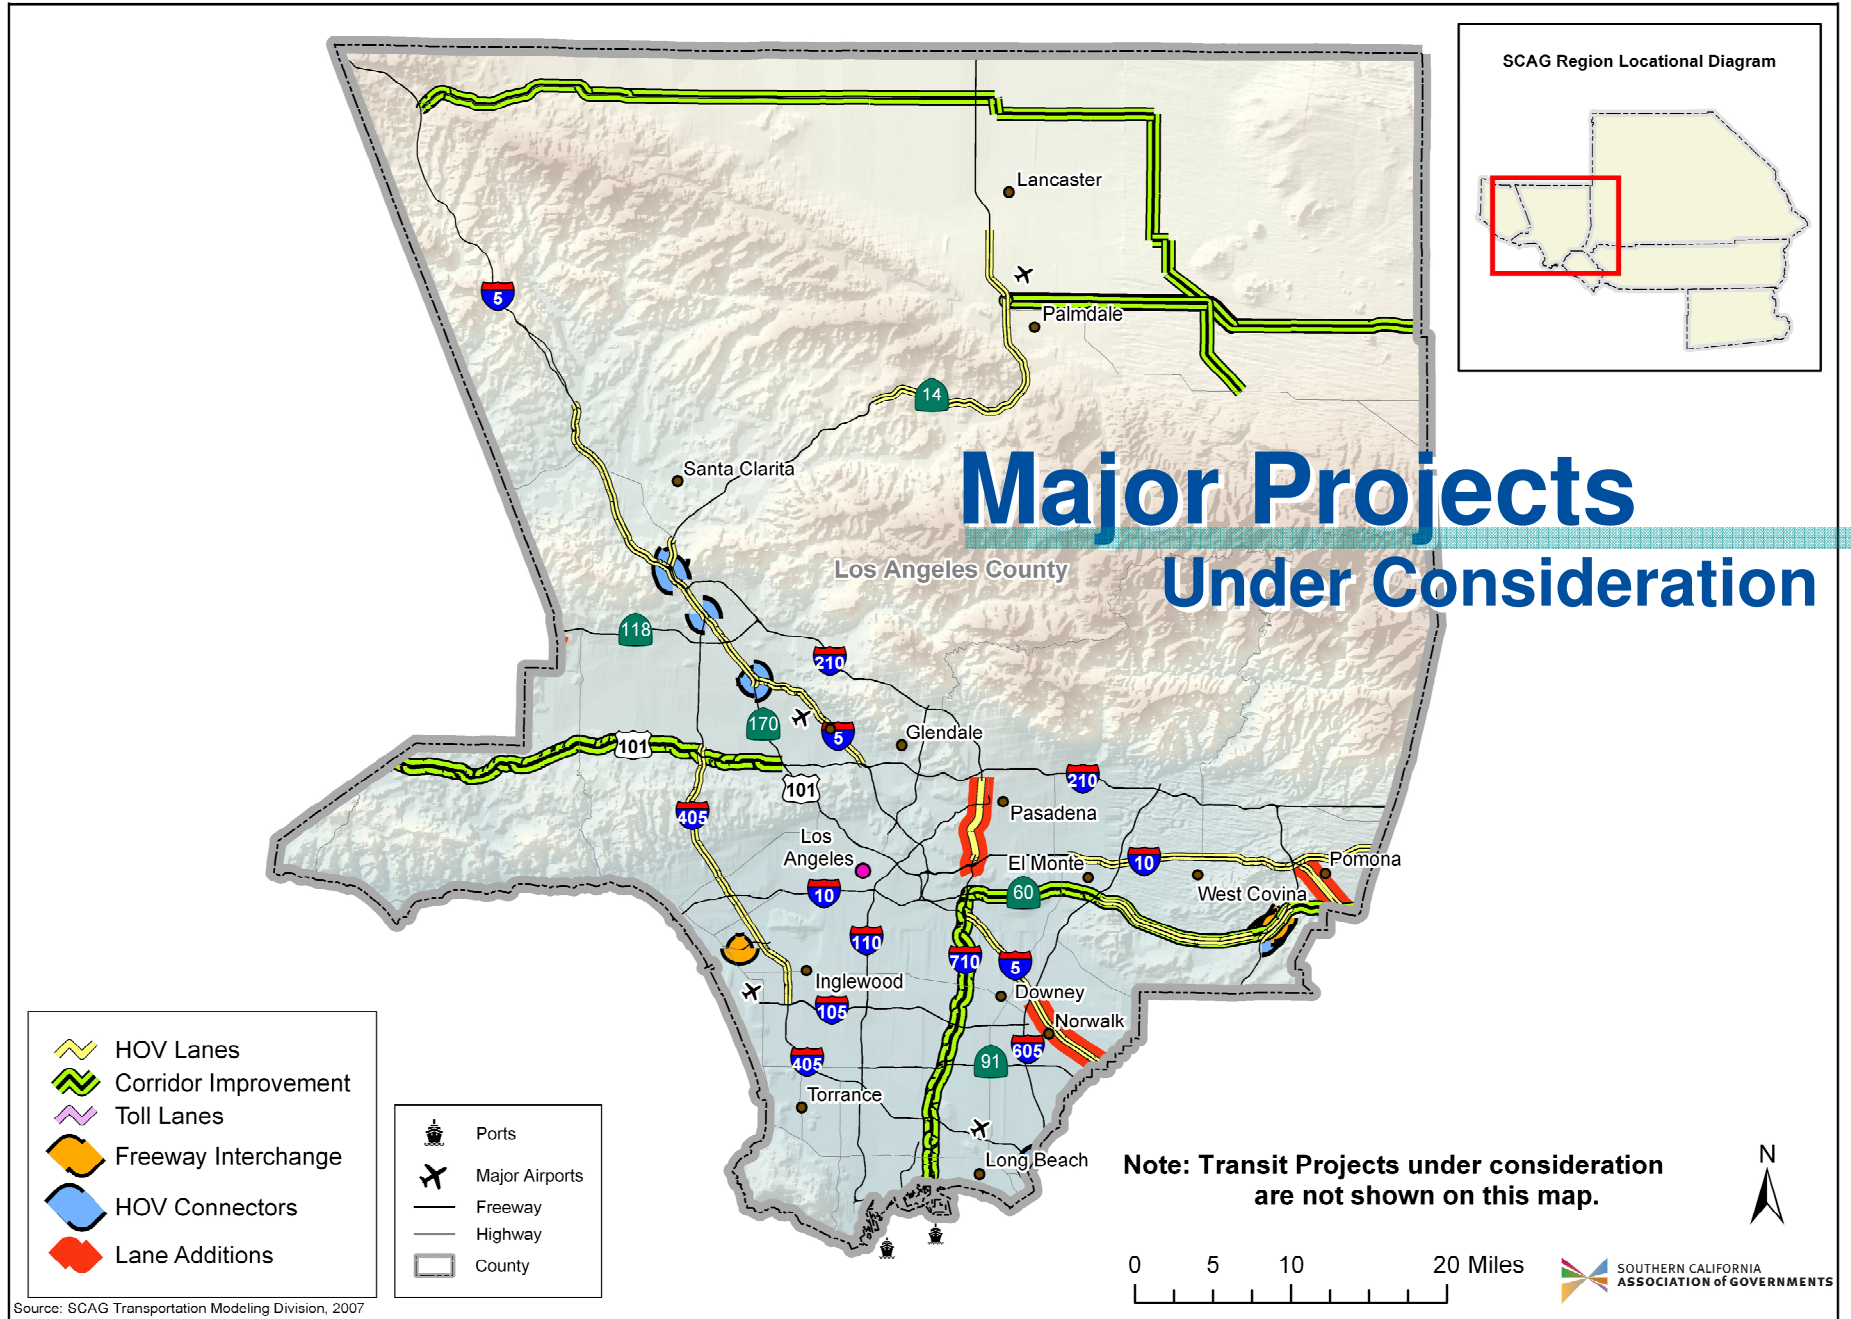 SCAG Region Locational Diagram
Lancaster
5
Palmdale
14
Santa Clarita
Major Projects
Under Consideration
Los Angeles County
118
210
170
5
Glendale
101
101
210
405
Pasadena
Los
Angeles
El Monte
10
Pomona
10
60
West Covina
110
710
5
Inglewood
Downey
105
Norwalk
405
605
91
Torrance
Long Beach
HOV Lanes
Corridor Improvement
Toll Lanes
Freeway Interchange
HOV Connectors
Lane Additions
Ports
Major Airports
Freeway
Highway
County
Note: Transit Projects under consideration
are not shown on this map.
N
0 5 10 20 Miles
SOUTHERN CALIFORNIA
ASSOCIATION of GOVERNMENTS
Source: SCAG Transportation Modeling Division, 2007